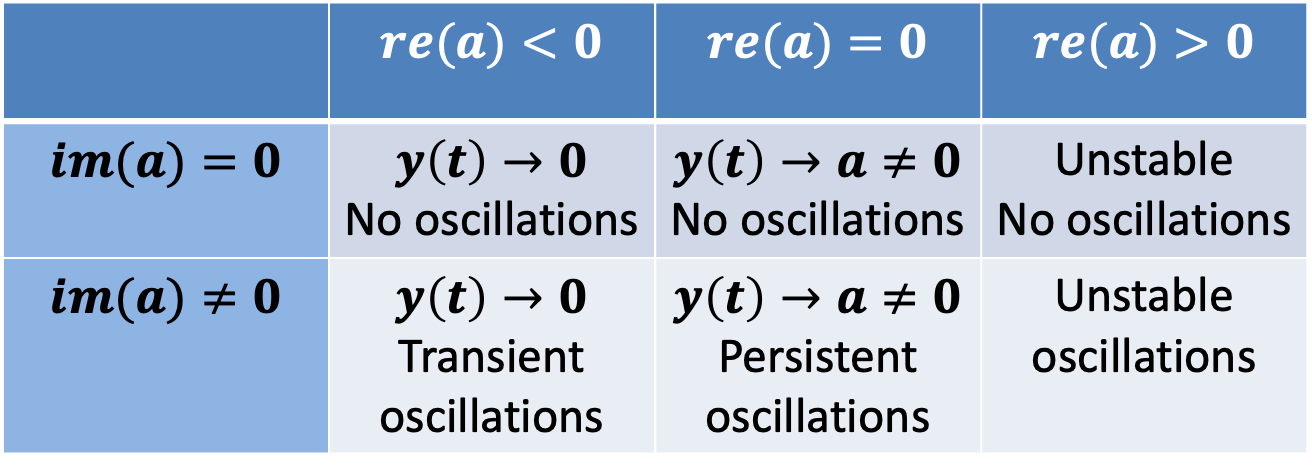 re(a) < 0
re(a) = 0
re(a) > 0
im(a) = 0
y(t) → 0
No oscillations
y(t) → a ≠ 0
No oscillations
Unstable
No oscillations
im(a) ≠ 0
y(t) → 0
Transient
oscillations
y(t) → a ≠ 0
Persistent
oscillations
Unstable
oscillations